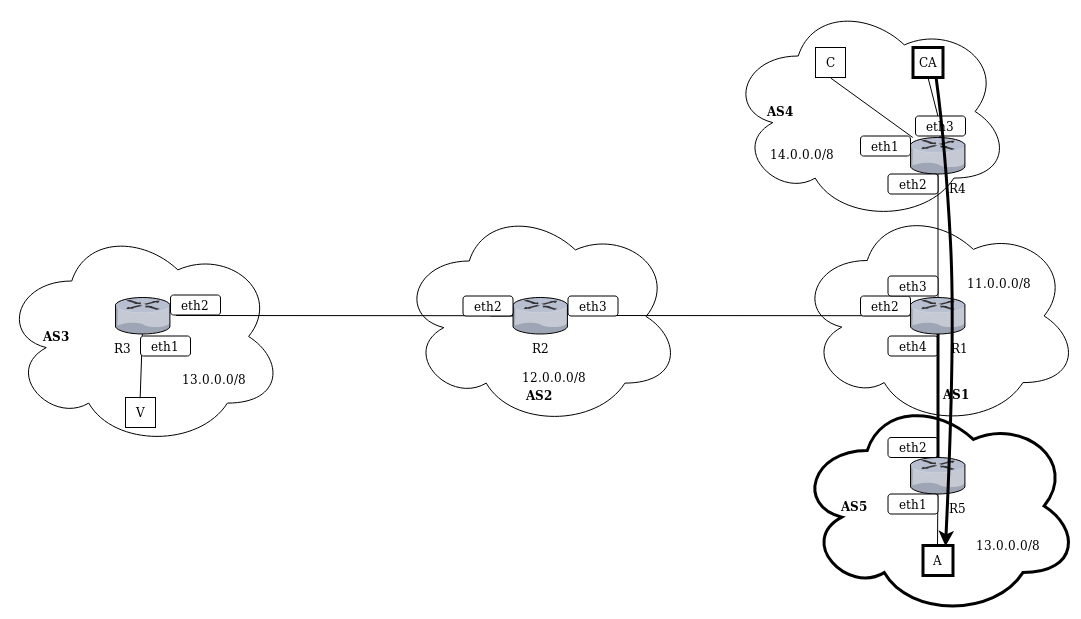 C
CA
AS4
eth3
eth1
14.0.0.0/8
eth2
R4
eth3
11.0.0.0/8
eth2
eth2
eth3
eth2
AS3
R3
eth1
R2
eth4
R1
13.0.0.0/8
12.0.0.0/8
AS2
AS1
V
eth2
AS5
eth1
R5
13.0.0.0/8
A